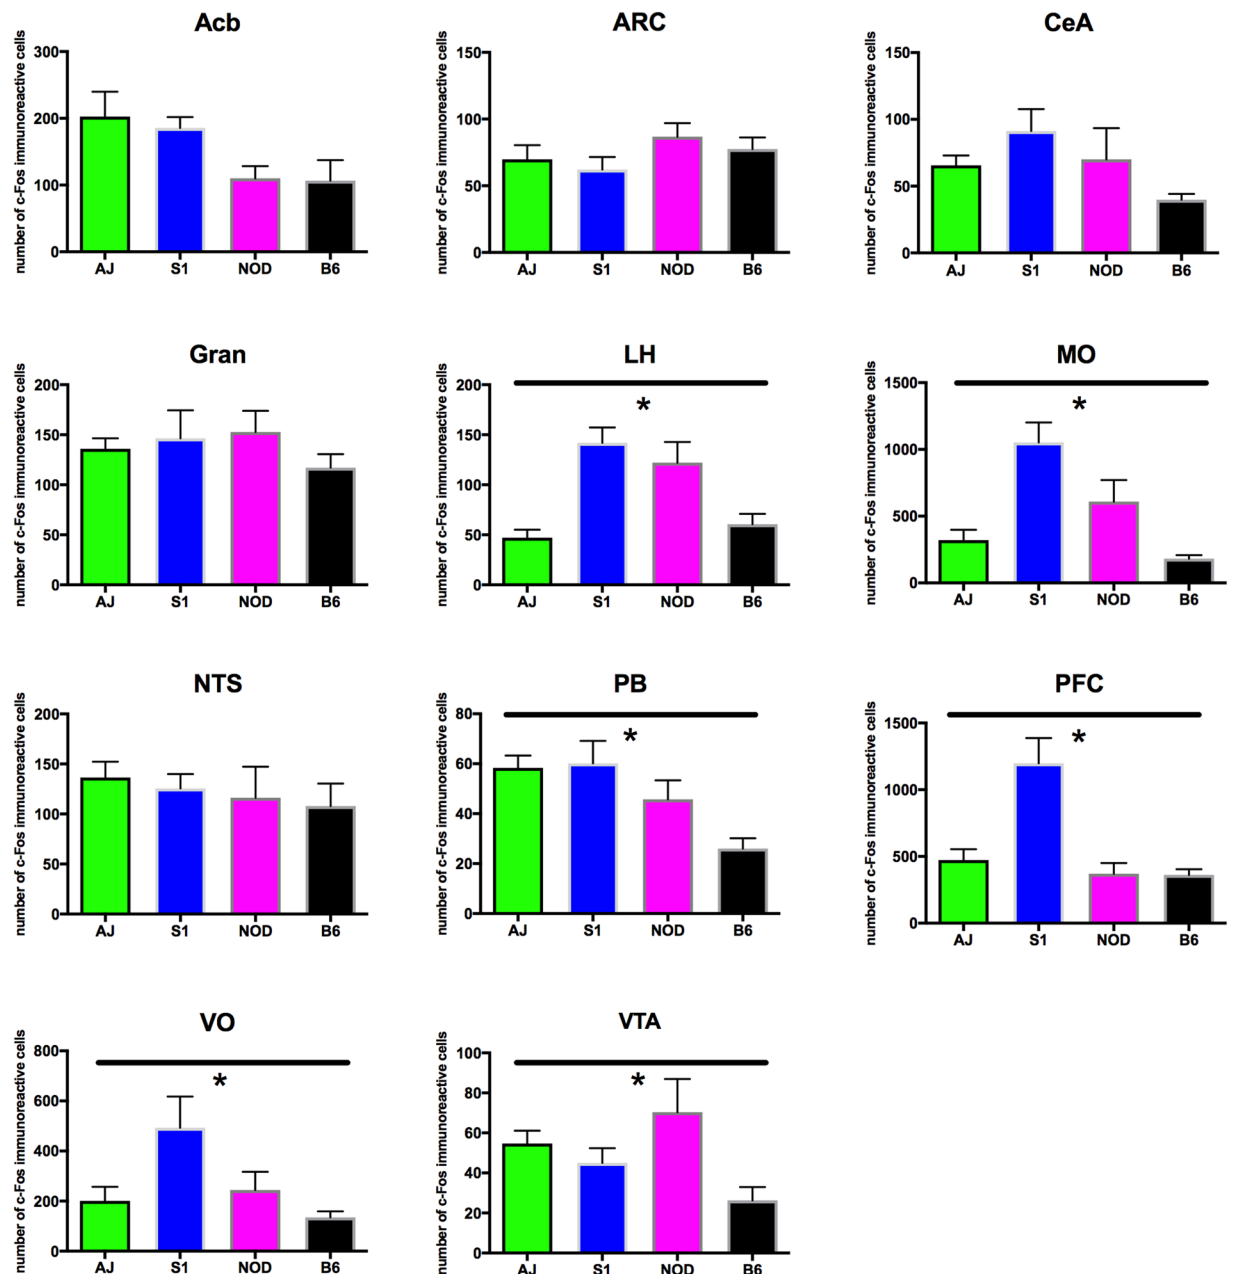 Acb
number of c-Fos immunoreactive cells
300
200
100
0
AJ S1 NOD B6
ARC
number of c-Fos immunoreactive cells
150
100
50
0
AJ S1 NOD B6
CeA
number of c-Fos immunoreactive cells
150
100
50
0
AJ S1 NOD B6
Gran
number of c-Fos immunoreactive cells
200
150
100
50
0
AJ S1 NOD B6
LH
number of c-Fos immunoreactive cells
200
150
100
50
0
*
AJ S1 NOD B6
MO
number of c-Fos immunoreactive cells
1500
1000
500
0
*
AJ S1 NOD B6
NTS
number of c-Fos immunoreactive cells
200
150
100
50
0
AJ S1 NOD B6
PB
number of c-Fos immunoreactive cells
80
60
40
20
0
*
AJ S1 NOD B6
PFC
number of c-Fos immunoreactive cells
1500
1000
500
0
*
AJ S1 NOD B6
VO
number of c-Fos immunoreactive cells
800
600
400
200
0
*
AJ S1 NOD B6
VTA
number of c-Fos immunoreactive cells
100
80
60
40
20
0
*
AJ S1 NOD B6